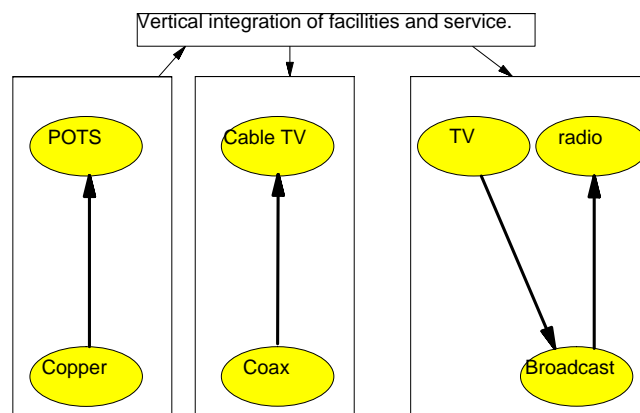 Vertical integration of facilities and service.
POTS
Cable TV
TV
radio
Copper
Coax
Broadcast